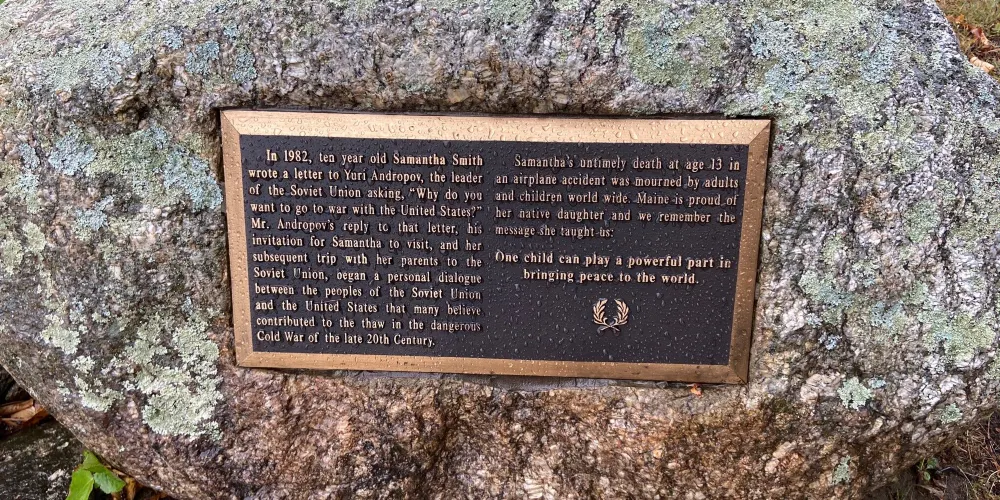 In 1982, ten year old Samantha Smith
wrote a letter to Yuri Andropov, the leader
of the Soviet Union asking, “Why do you
want to go to war with the United States?”
Mr. Andropov's reply to that letter, his
invitation for Samantha to visit, and her
subsequent trip with her parents to the
Soviet Union, began a personal dialogue
between the peoples of the Soviet Union
and the United States that many believe
contributed to the thaw in the dangerous
Cold War of the late 20th Century.
Samantha's untimely death at age 13 in
an airplane accident was mourned by adults
and children world wide. Maine is proud of
her native daughter and we remember the
message she taught us:
One child can play a powerful part in
bringing peace to the world.